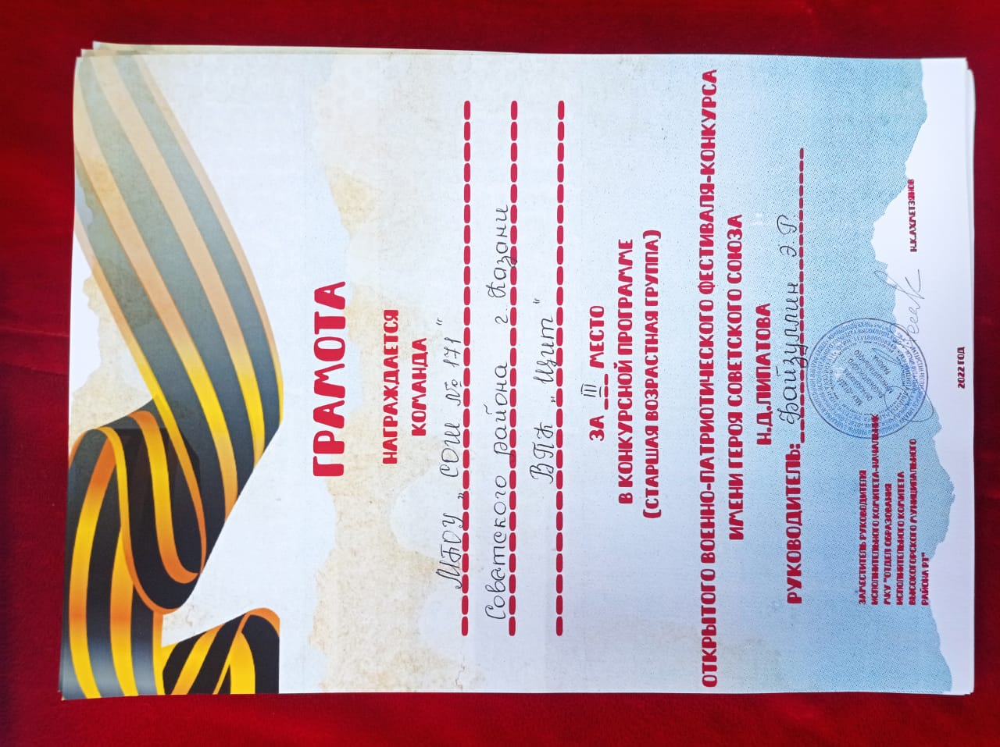 ГРАМОТА
НАГРАЖДАЕТСЯ
КОМАНДА
МБОУ „СОШ № 171“
Советского района г. Казани
ВПК „Щит“
ЗА III МЕСТО
В КОНКУРСНОЙ ПРОГРАММЕ
(СТАРШАЯ ВОЗРАСТНАЯ ГРУППА)
ОТКРЫТОГО ВОЕННО-ПАТРИОТИЧЕСКОГО ФЕСТИВАЛЯ-КОНКУРСА
ИМЕНИ ГЕРОЯ СОВЕТСКОГО СОЮЗА
Н.Д.ЛИПАТОВА
РУКОВОДИТЕЛЬ: Файзуллин Э.Р.
ЗАМЕСТИТЕЛЬ РУКОВОДИТЕЛЯ
ИСПОЛНИТЕЛЬНОГО КОМИТЕТА-НАЧАЛЬНИК
МКУ "ОТДЕЛ ОБРАЗОВАНИЯ
ИСПОЛНИТЕЛЬНОГО КОМИТЕТА
ВЫСОКОГОРСКОГО МУНИЦИПАЛЬНОГО
РАЙОНА РТ"
Н.К.АХМЕТЗЯНОВ
2022 ГОД